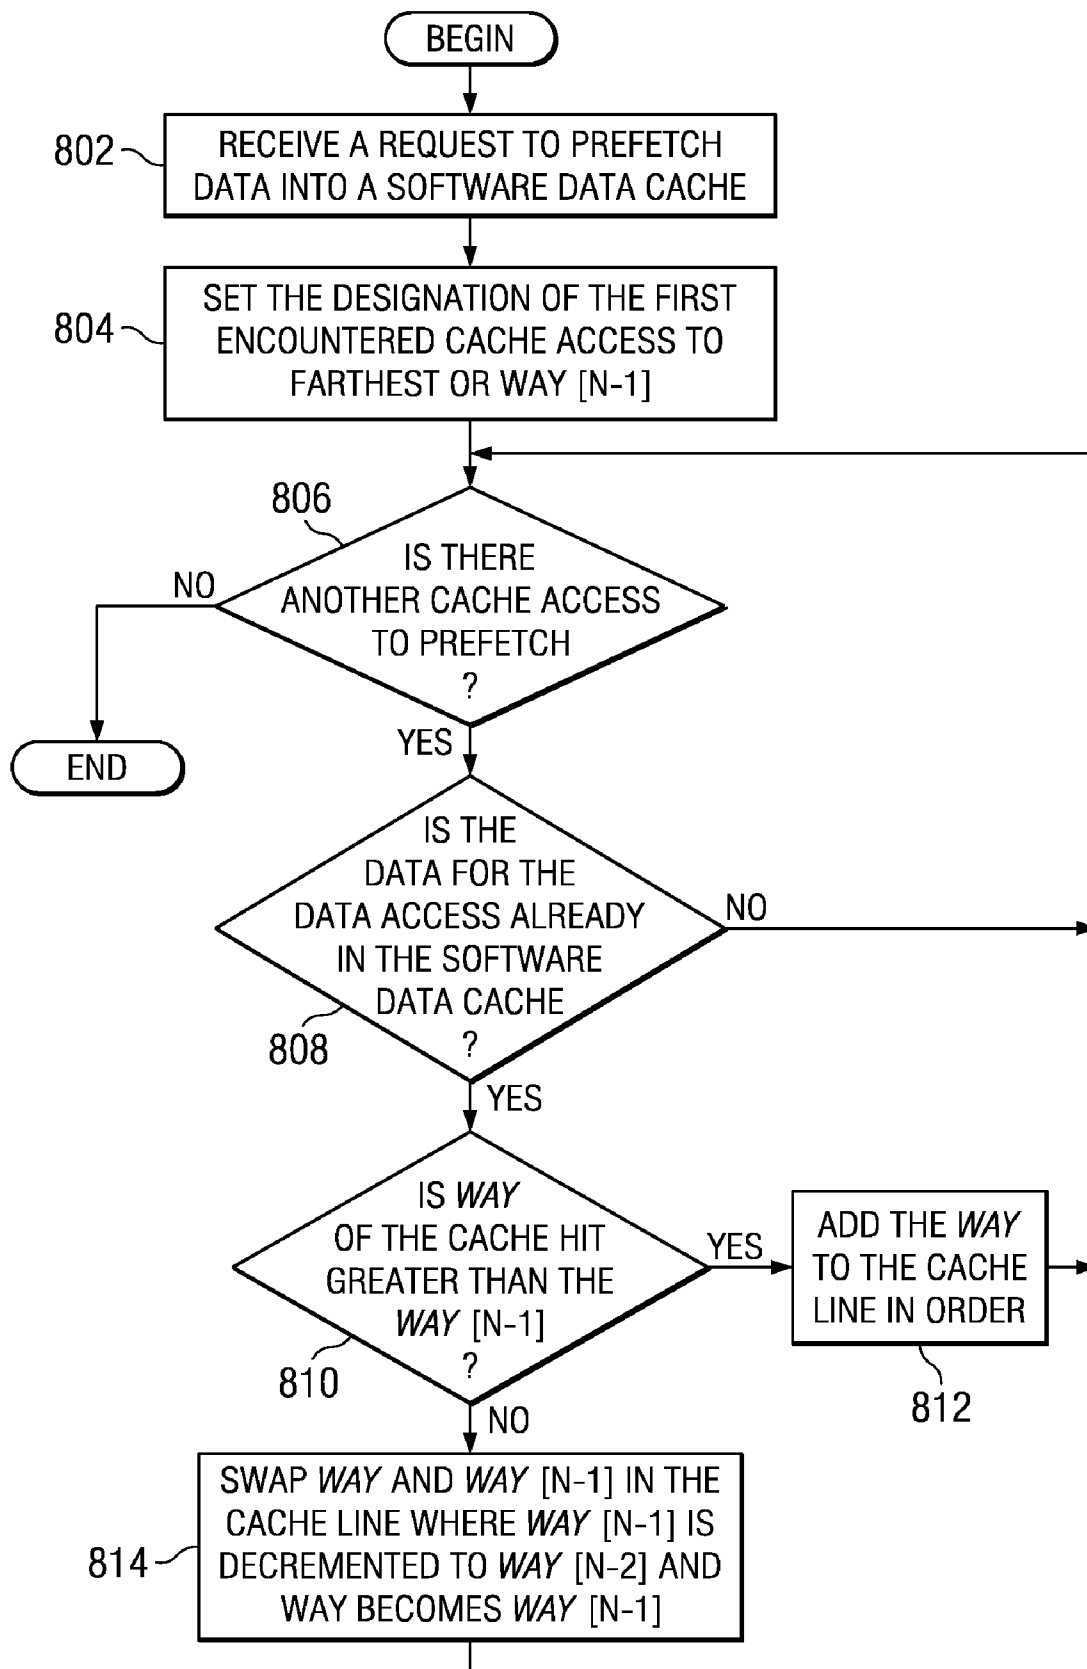 BEGIN
802
RECEIVE A REQUEST TO PREFETCH
DATA INTO A SOFTWARE DATA CACHE
804
SET THE DESIGNATION OF THE FIRST
ENCOUNTERED CACHE ACCESS TO
FARTHEST OR WAY [N-1]
806
IS THERE
ANOTHER CACHE ACCESS
TO PREFETCH
?
NO
END
YES
IS THE
DATA FOR THE
DATA ACCESS ALREADY
IN THE SOFTWARE
DATA CACHE
?
NO
808
YES
IS WAY
OF THE CACHE HIT
GREATER THAN THE
WAY [N-1]
?
YES
810
ADD THE WAY
TO THE CACHE
LINE IN ORDER
812
NO
SWAP WAY AND WAY [N-1] IN THE
CACHE LINE WHERE WAY [N-1] IS
DECREMENTED TO WAY [N-2] AND
WAY BECOMES WAY [N-1]
814